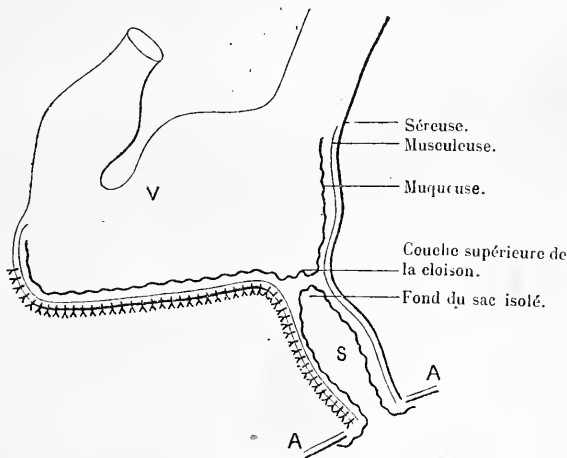 Séreuse.
Musculeuse.
Muqueuse.
V
Couche supérieure de
la cloison.
Fond du sac isolé.
S
A
A